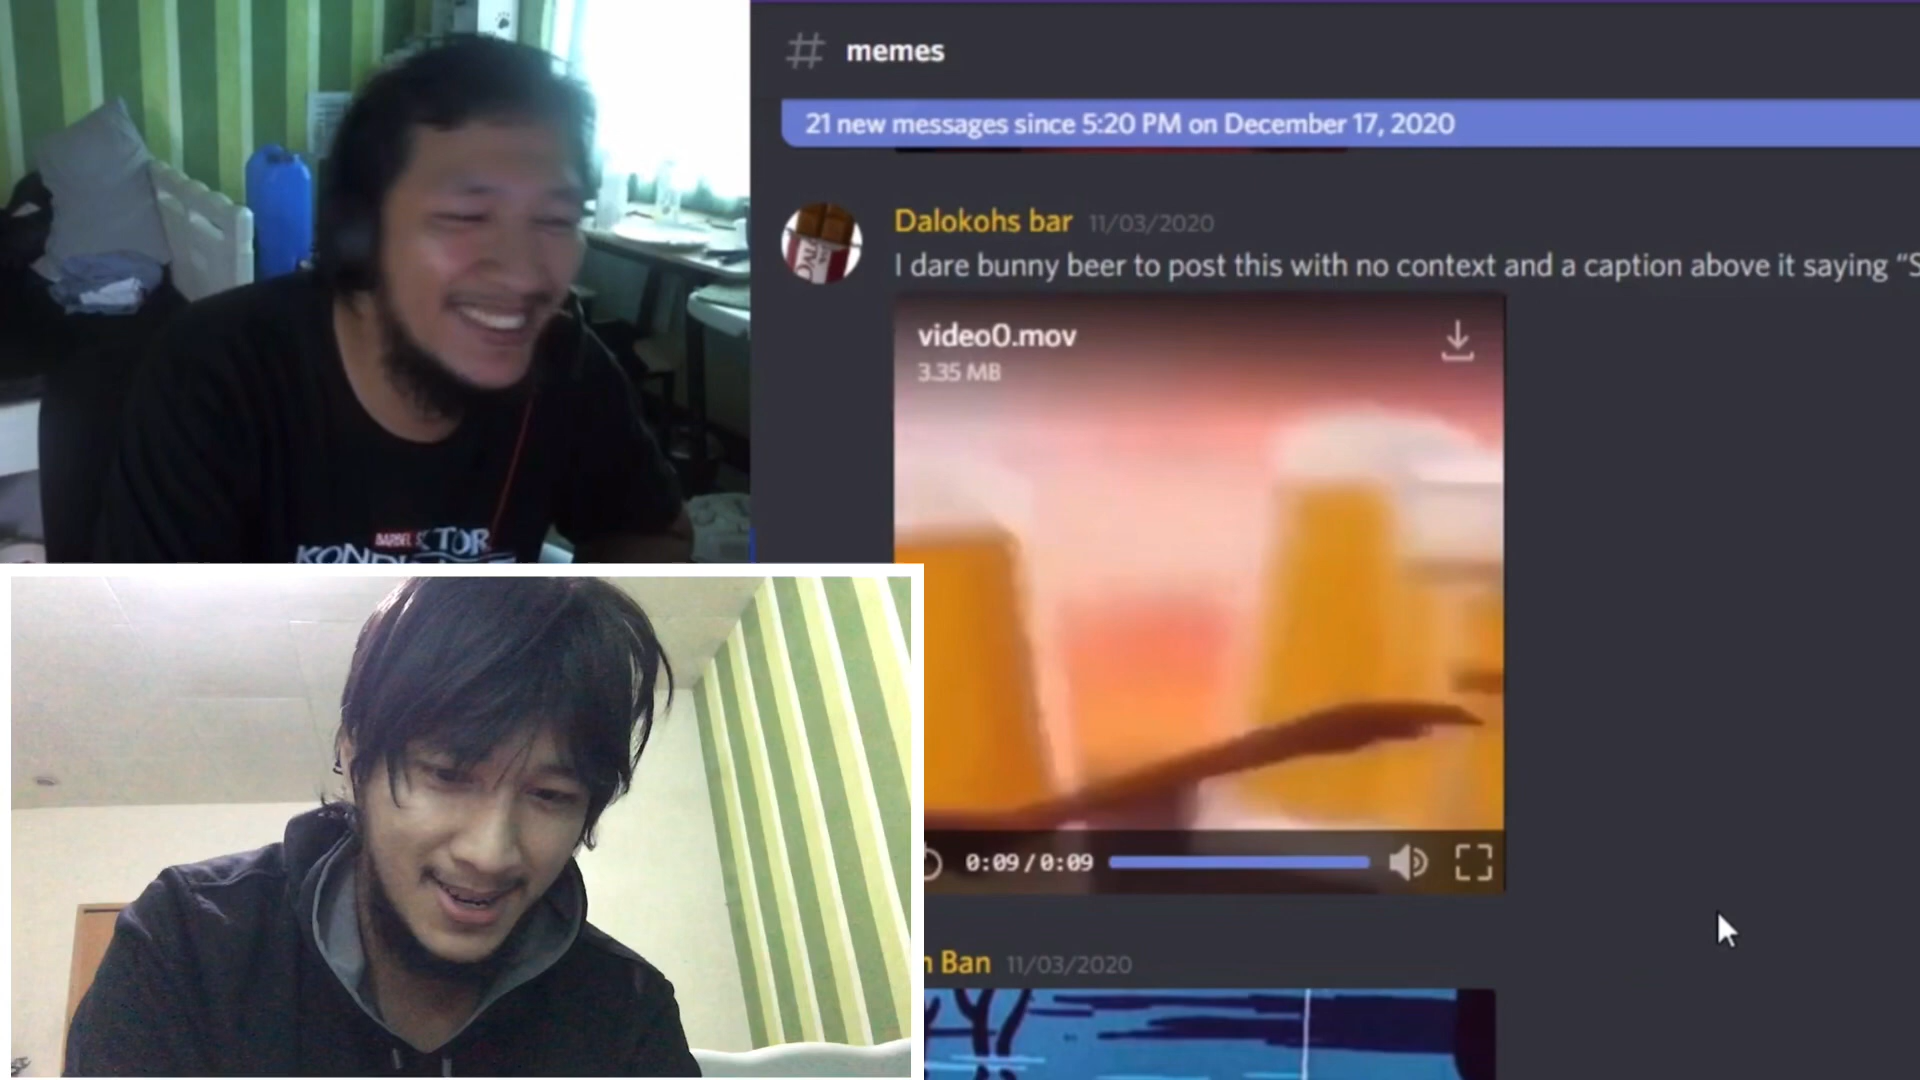 memes
21 new messages since 5:20 PM on December 17, 2020
Dalokohs bar 11/03/2020
I dare bunny beer to post this with no context and a caption above it saying “S
video0.mov
3.35 MB
TOR
0:09 / 0:09
Ban 11/03/2020